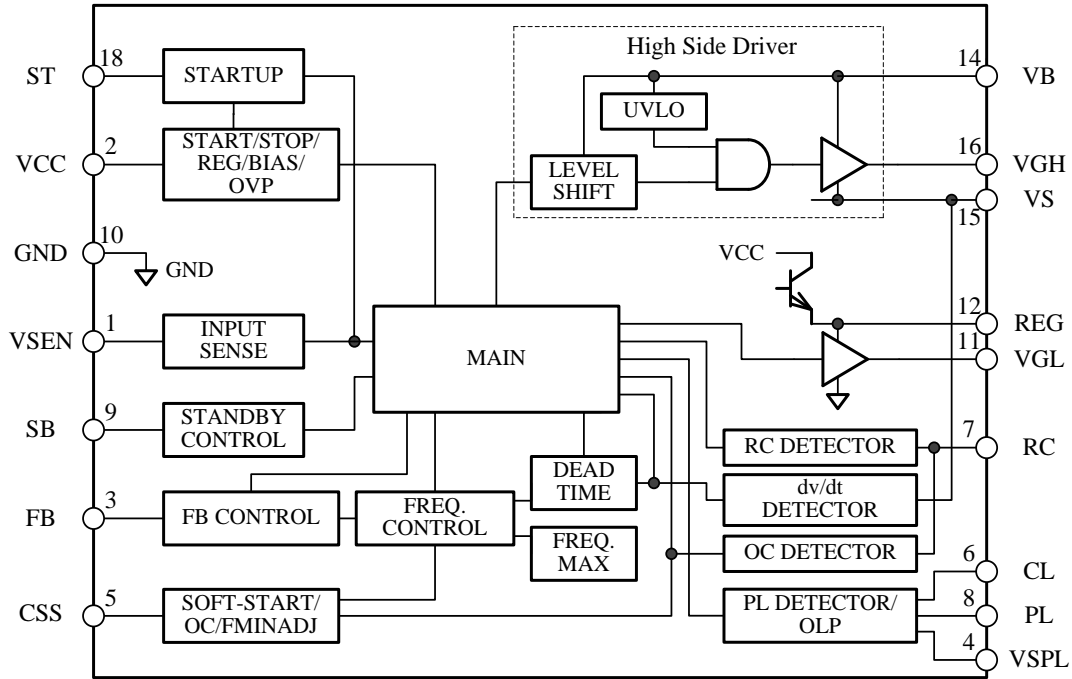 High Side Driver
18
ST
STARTUP
14
VB
UVLO
2
VCC
START/STOP/
REG/BIAS/
OVP
16
VGH
LEVEL
SHIFT
VS
15
10
GND
GND
VCC
1
VSEN
INPUT
SENSE
MAIN
12
REG
11
VGL
9
SB
STANDBY
CONTROL
7
RC
RC DETECTOR
DEAD
TIME
dv/dt
DETECTOR
3
FB
FB CONTROL
FREQ.
CONTROL
FREQ.
MAX
OC DETECTOR
6
CL
5
CSS
SOFT-START/
OC/FMINADJ
PL DETECTOR/
OLP
8
PL
4
VSPL